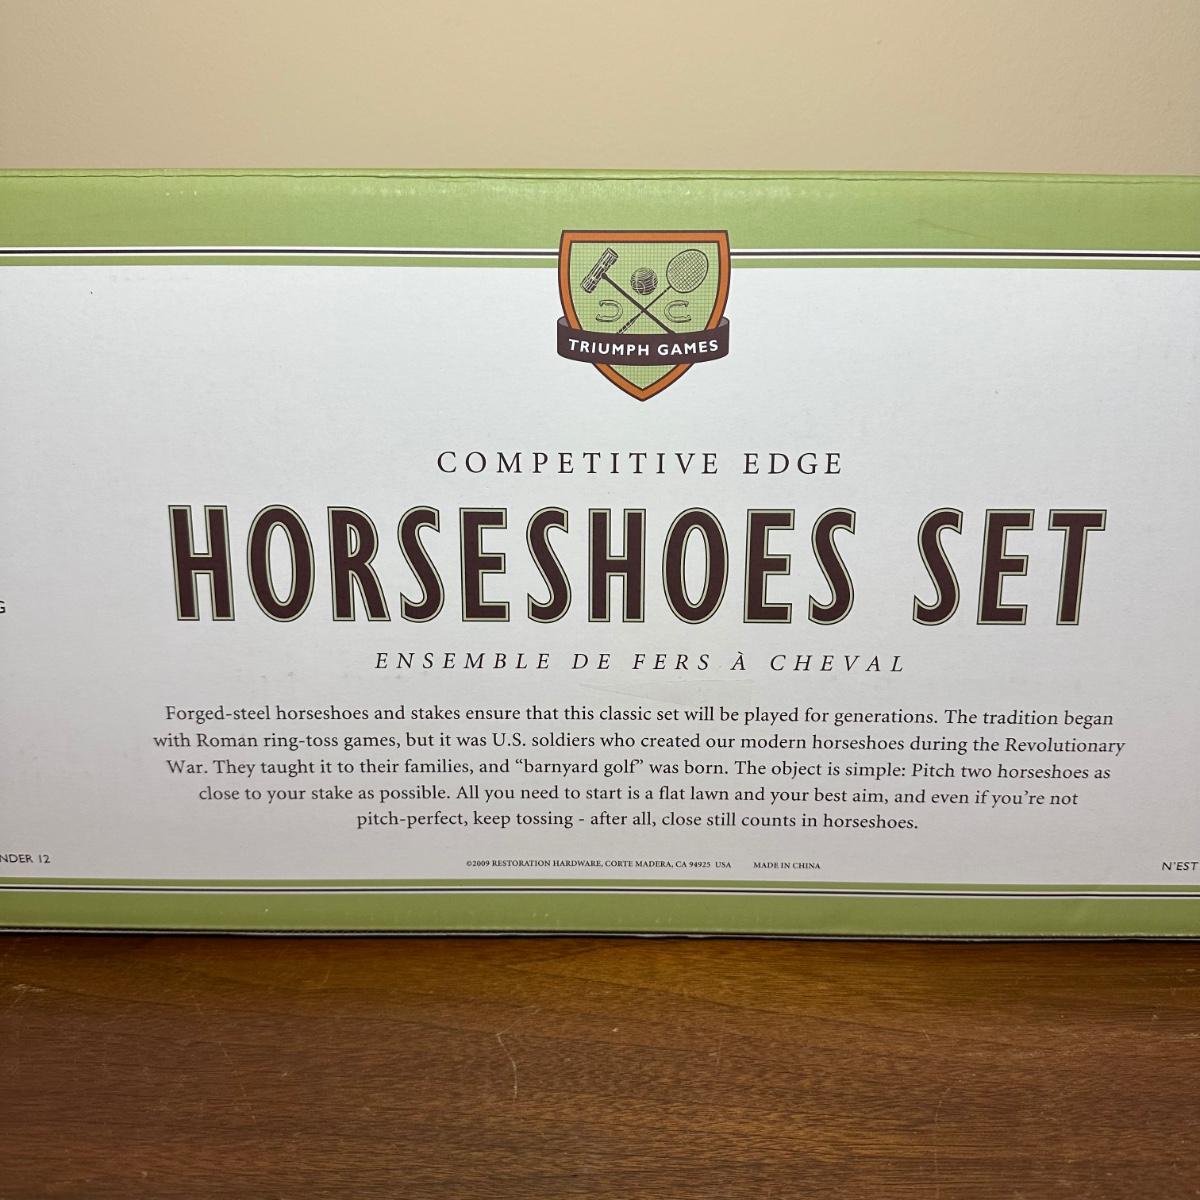 TRIUMPH GAMES
COMPETITIVE EDGE
HORSESHOES SET
ENSEMBLE DE FERS À CHEVAL
G
Forged-steel horseshoes and stakes ensure that this classic set will be played for generations. The tradition began
with Roman ring-toss games, but it was U.S. soldiers who created our modern horseshoes during the Revolutionary
War. They taught it to their families, and “barnyard golf” was born. The object is simple: Pitch two horseshoes as
close to your stake as possible. All you need to start is a flat lawn and your best aim, and even if you’re not
pitch-perfect, keep tossing - after all, close still counts in horseshoes.
NDER 12
©2009 RESTORATION HARDWARE, CORTE MADERA, CA 94925 USA MADE IN CHINA
N'EST